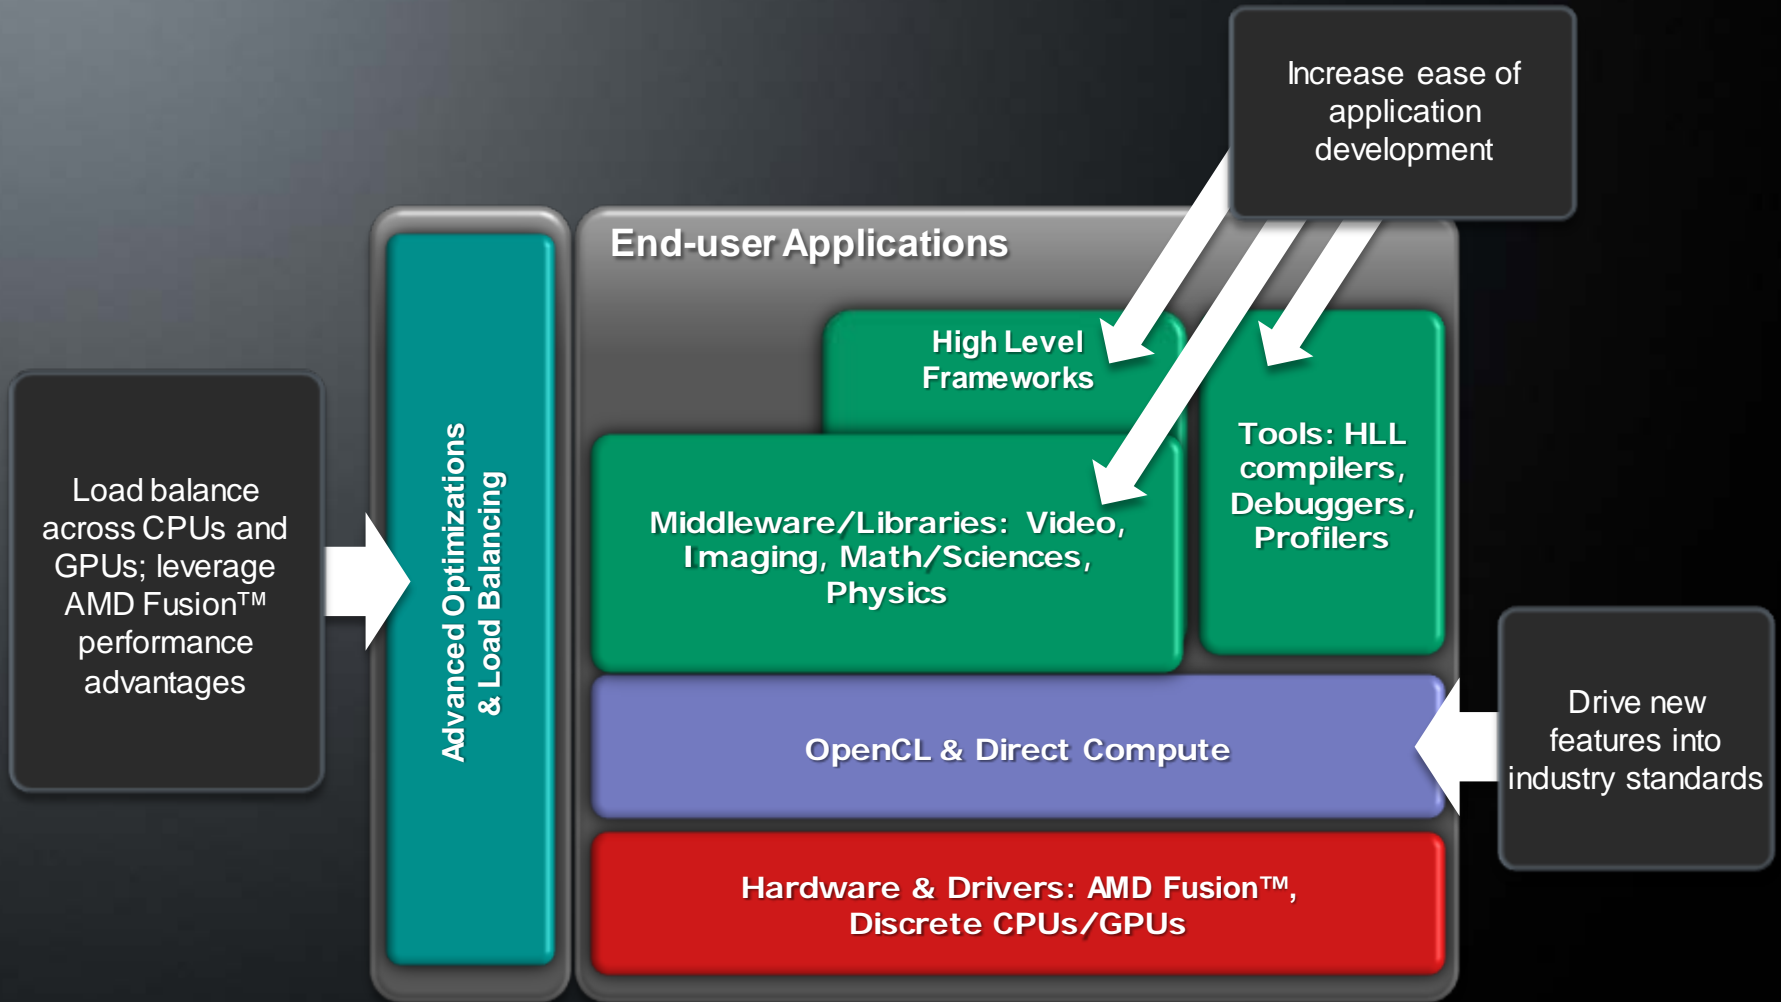 Increase ease of
application
development
End-user Applications
High Level
Frameworks
Tools: HLL
compilers,
Debuggers,
Profilers
Middleware/Libraries: Video,
Imaging, Math/Sciences,
Physics
Advanced Optimizations
& Load Balancing
Load balance
across CPUs and
GPUs; leverage
AMD Fusion™
performance
advantages
OpenCL & Direct Compute
Drive new
features into
industry standards
Hardware & Drivers: AMD Fusion™,
Discrete CPUs/GPUs